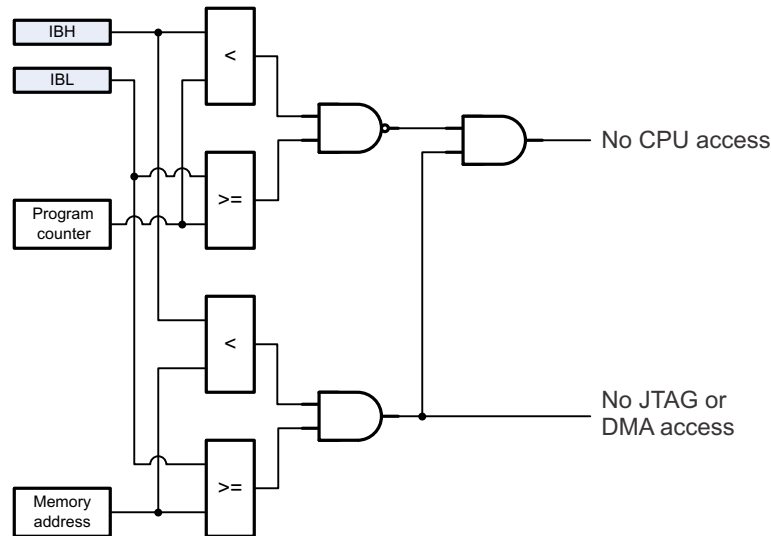 IBH
IBL
<
>=
Program
counter
No CPU access
<
>=
Memory
address
No JTAG or
DMA access